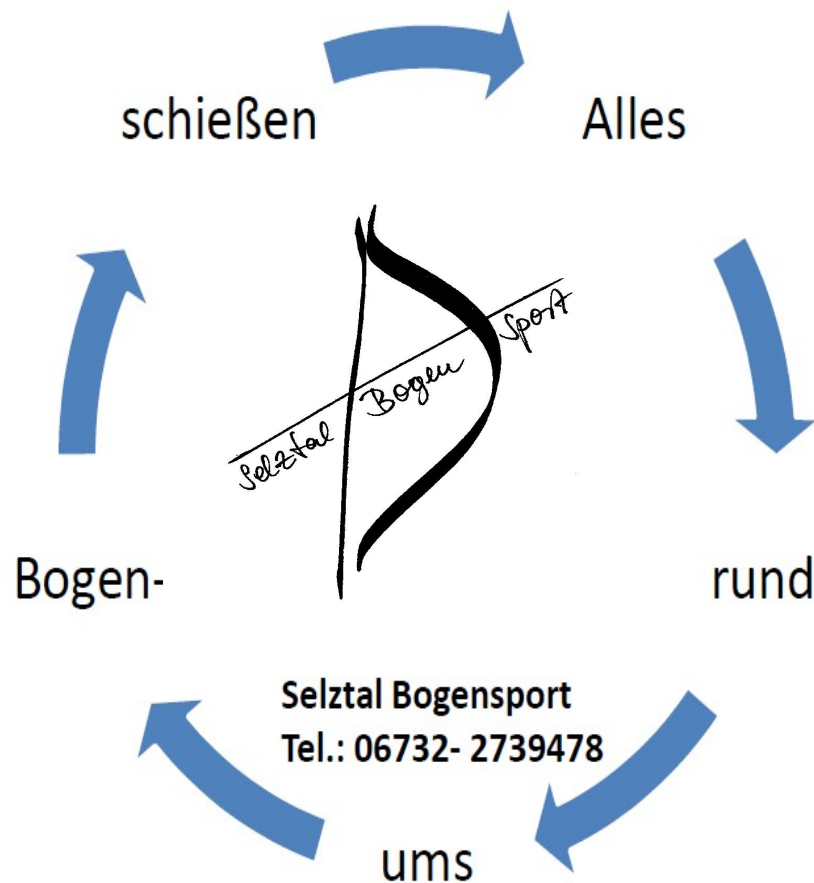 Alles
rund
ums
Bogen-
schießen
Selztal Bogen Sport
Selztal Bogensport
Tel.: 06732- 2739478